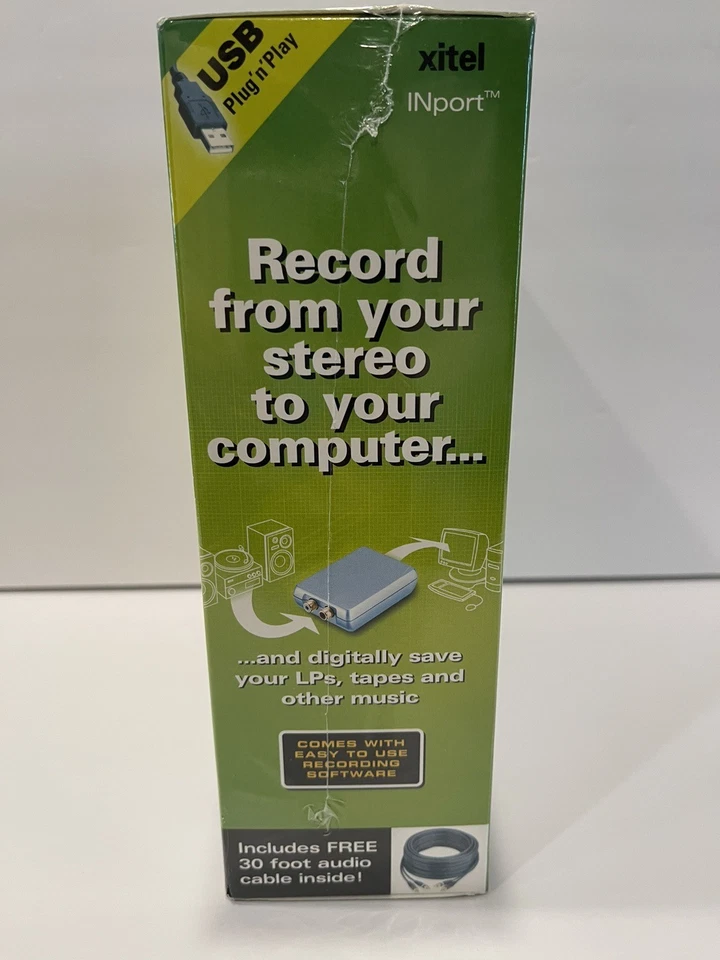 USB
Plug'n'Play
xitel
INport™
Record
from your
stereo
to your
computer...
...and digitally save
your LPs, tapes and
other music
COMES WITH
EASY TO USE
RECORDING
SOFTWARE
Includes FREE
30 foot audio
cable inside!